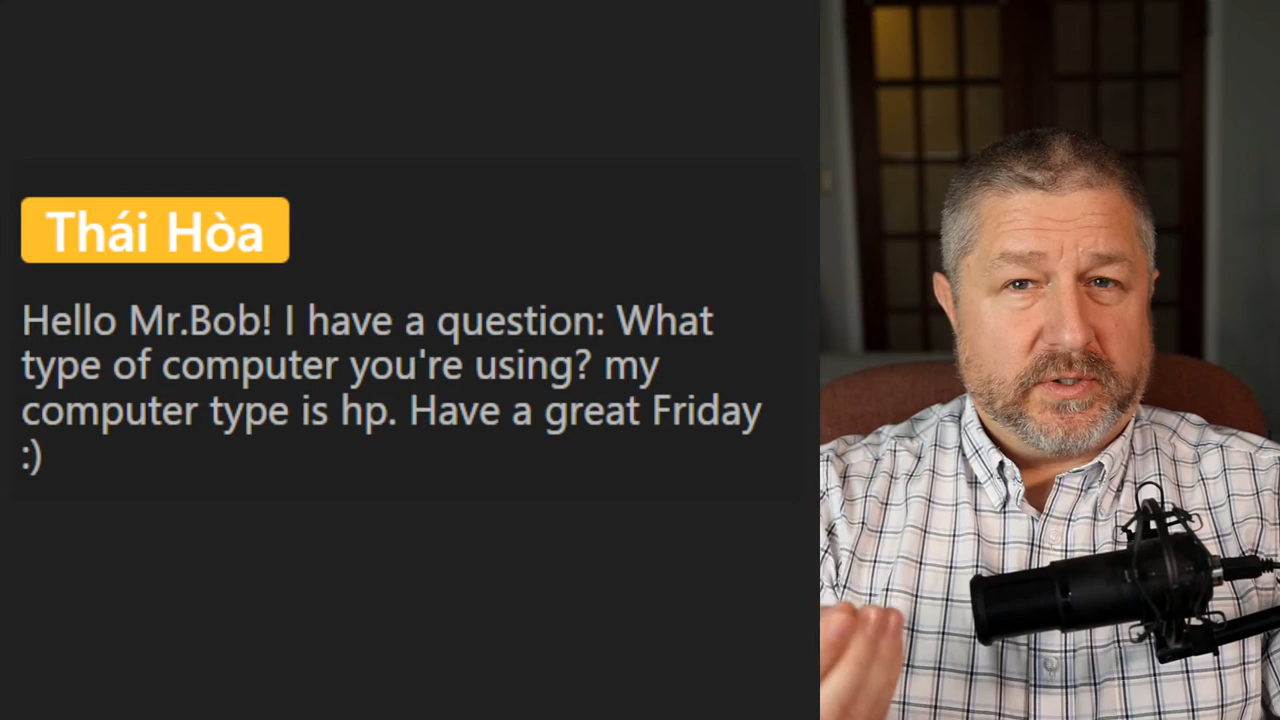 Thái Hòa
Hello Mr.Bob! I have a question: What
type of computer you're using? my
computer type is hp. Have a great Friday
:)